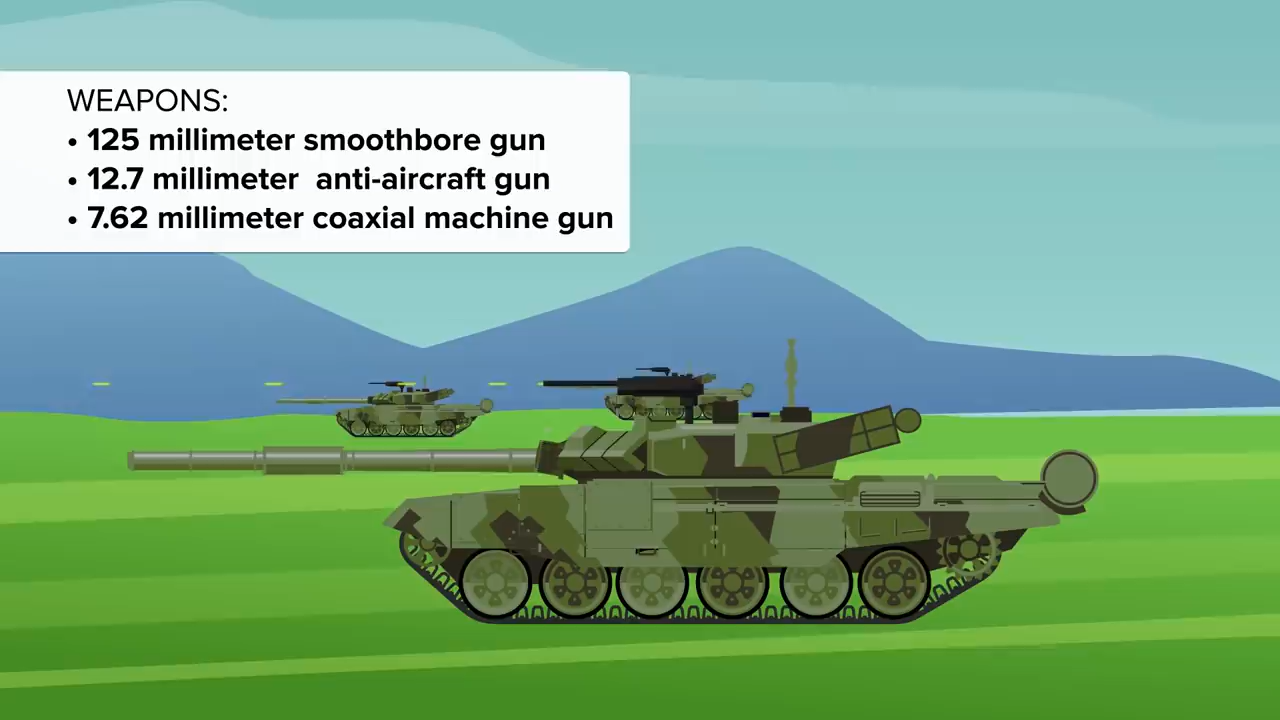 WEAPONS:
• 125 millimeter smoothbore gun
• 12.7 millimeter  anti-aircraft gun
• 7.62 millimeter coaxial machine gun